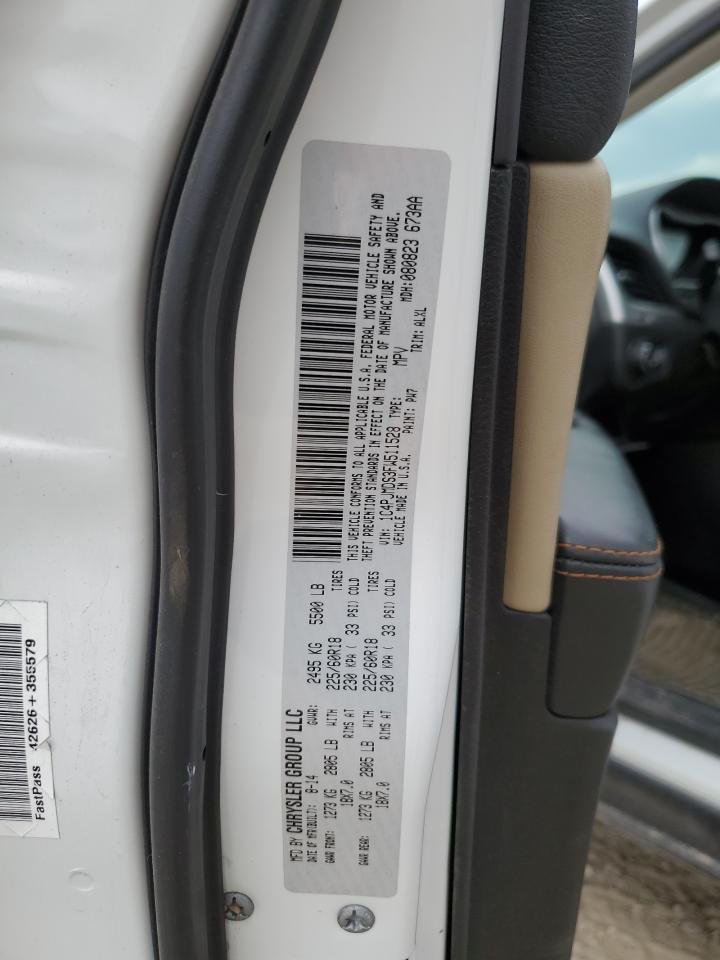 MFD BY CHRYSLER GROUP LLC
DATE OF MFR(BUILT): 8-14 GVWR: 2495 KG 5500 LB
GAWR FRONT: 1273 KG 2805 LB WITH 225/60R18 TIRES
18X7.0 RIMS AT 230 KPA ( 33 PSI) COLD
GAWR REAR: 1273 KG 2805 LB WITH 225/60R18 TIRES
18X7.0 RIMS AT 230 KPA ( 33 PSI) COLD
THIS VEHICLE CONFORMS TO ALL APPLICABLE U.S.A. FEDERAL MOTOR VEHICLE SAFETY AND
THEFT PREVENTION STANDARDS IN EFFECT ON THE DATE OF MANUFACTURE SHOWN ABOVE.
VIN: 1C4PJMDS3FW511528 TYPE: MPV MDH:080823 673AA
VEHICLE MADE IN U.S.A. PAINT: PW7 TRIM: ALXL
42626 + 355579
FastPass